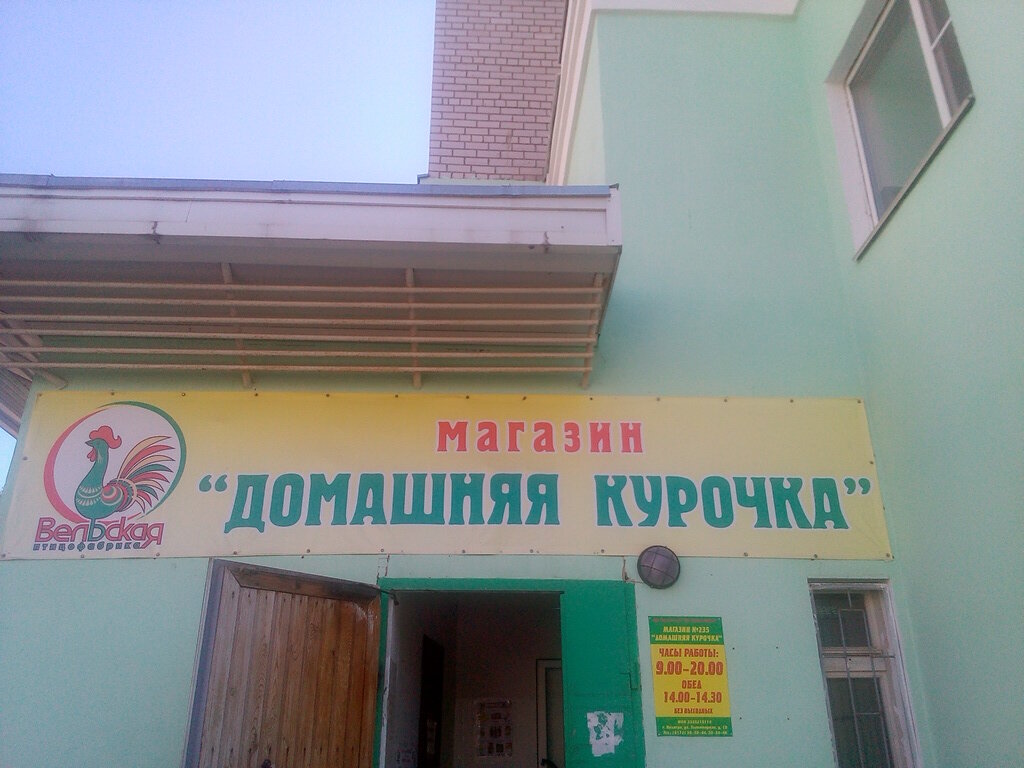 магазин
"ДОМАШНЯЯ КУРОЧКА"
Вельская
птицефабрика
МАГАЗИН №235
"ДОМАШНЯЯ КУРОЧКА"
ЧАСЫ РАБОТЫ:
9.00-20.00
ОБЕД
14.00-14.30
БЕЗ ВЫХОДНЫХ